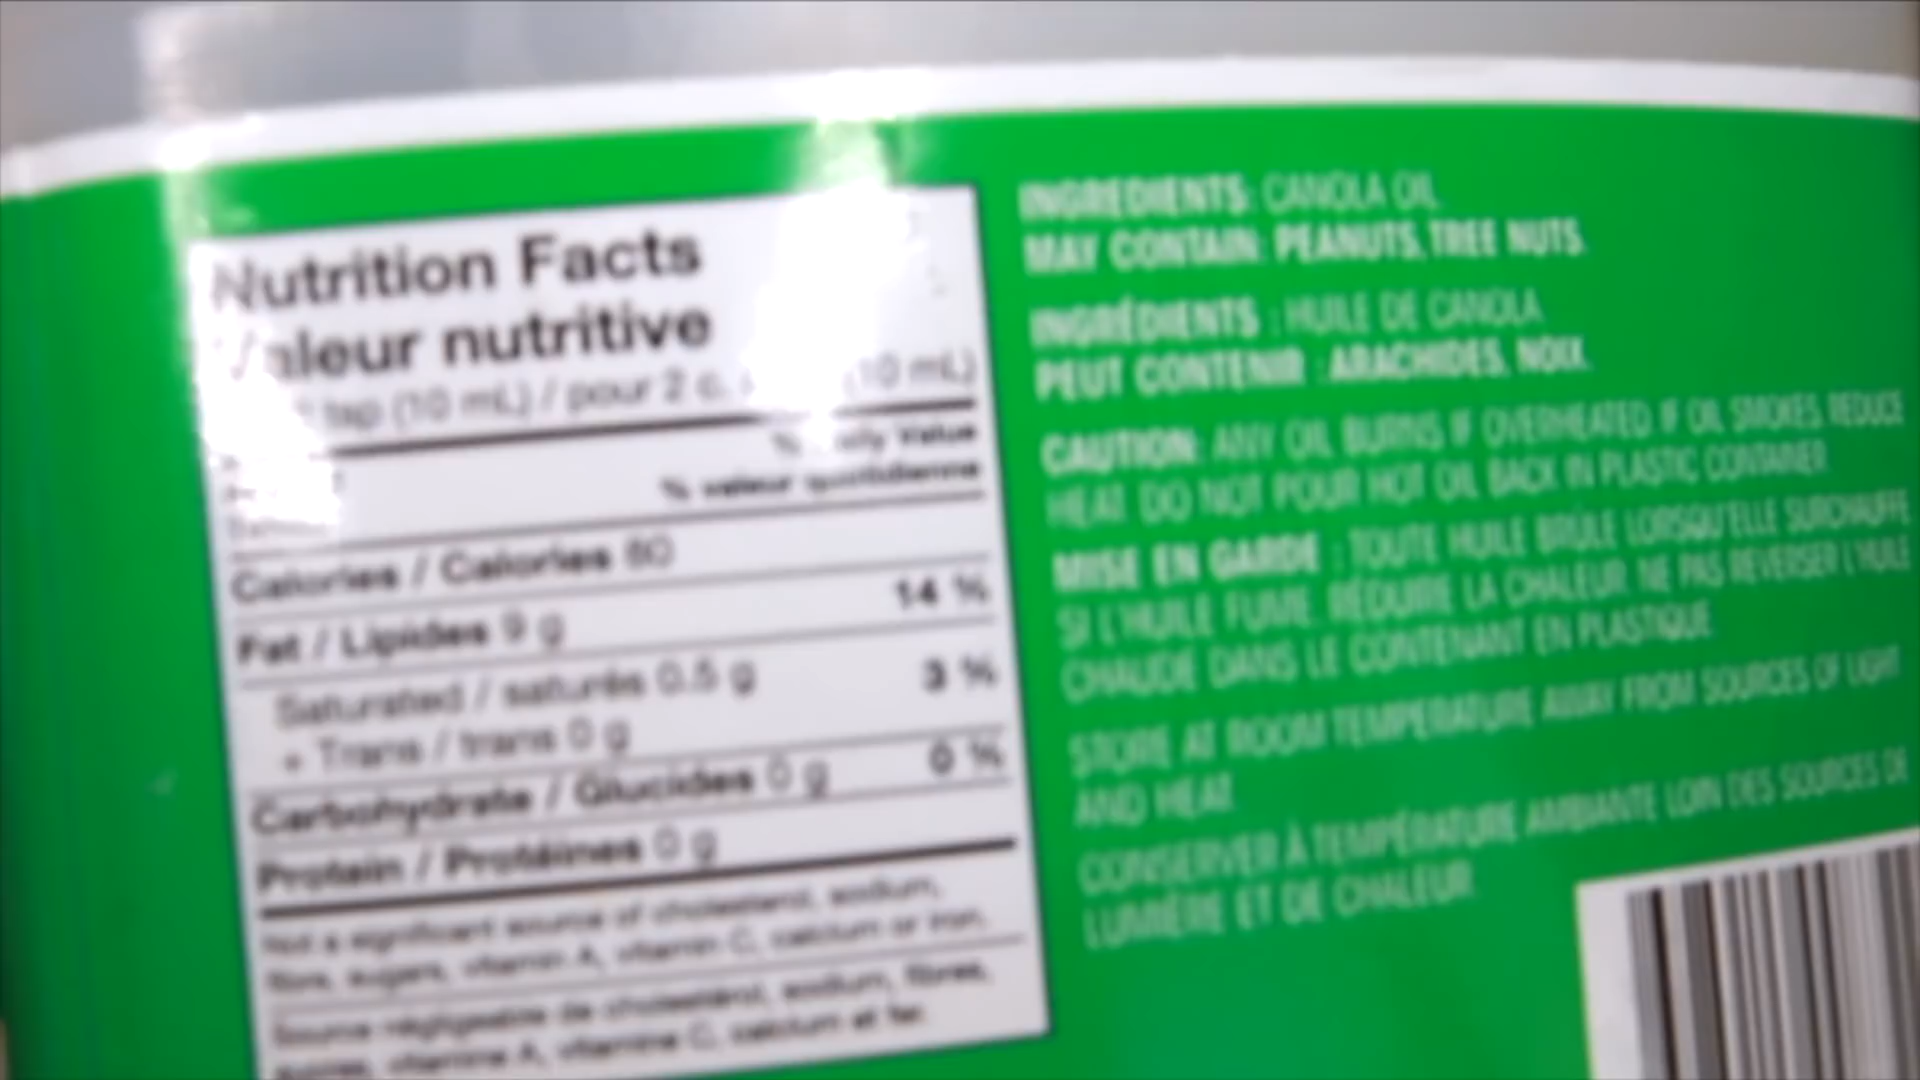 Nutrition Facts
Valeur nutritive
tsp (10 mL) / pour 2 c. (10 mL)
% Daily Value
% valeur quotidienne
Calories / Calories 80
Fat / Lipides 9 g 14 %
Saturated / saturés 0.5 g
+ Trans / trans 0 g 3 %
Carbohydrate / Glucides 0 g 0 %
Protein / Protéines 0 g
Not a significant source of cholesterol, sodium,
fibre, sugars, vitamin A, vitamin C, calcium or iron.
Source négligeable de cholestérol, sodium, fibres,
sucres, vitamine A, vitamine C, calcium et fer.
INGREDIENTS: CANOLA OIL
MAY CONTAIN: PEANUTS, TREE NUTS.
INGRÉDIENTS : HUILE DE CANOLA
PEUT CONTENIR : ARACHIDES, NOIX.
CAUTION: ANY OIL BURNS IF OVERHEATED. IF OIL SMOKES, REDUCE
HEAT. DO NOT POUR HOT OIL BACK IN PLASTIC CONTAINER.
MISE EN GARDE : TOUTE HUILE BRÛLE LORSQU'ELLE SURCHAUFFE.
SI L'HUILE FUME, RÉDUIRE LA CHALEUR. NE PAS REVERSER L'HUILE
CHAUDE DANS LE CONTENANT EN PLASTIQUE.
STORE AT ROOM TEMPERATURE AWAY FROM SOURCES OF LIGHT
AND HEAT.
CONSERVER À TEMPÉRATURE AMBIANTE LOIN DES SOURCES DE
LUMIÈRE ET DE CHALEUR.